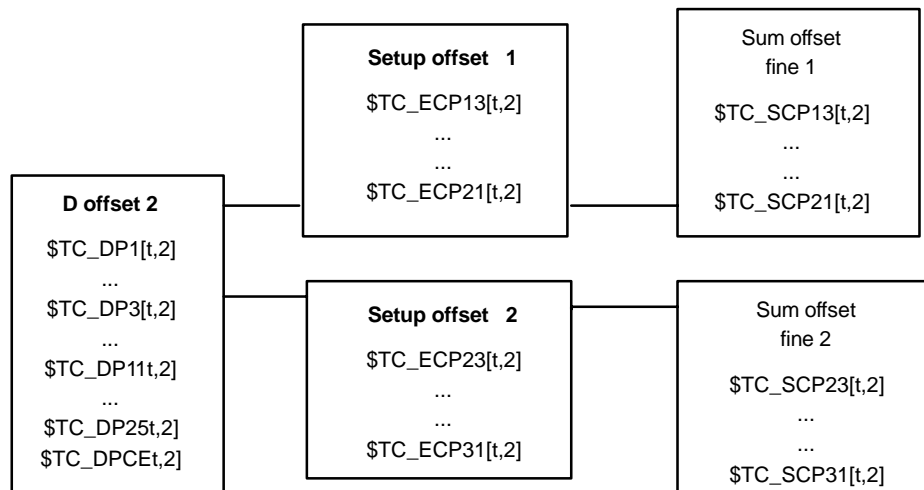 D offset 2
$TC_DP1[t,2]
...
$TC_DP3[t,2]
...
$TC_DP11t,2]
...
$TC_DP25t,2]
$TC_DPCEt,2]
Setup offset 1
$TC_ECP13[t,2]
...
...
$TC_ECP21[t,2]
Sum offset
fine 1
$TC_SCP13[t,2]
...
...
$TC_SCP21[t,2]
Setup offset 2
$TC_ECP23[t,2]
...
...
$TC_ECP31[t,2]
Sum offset
fine 2
$TC_SCP23[t,2]
...
...
$TC_SCP31[t,2]